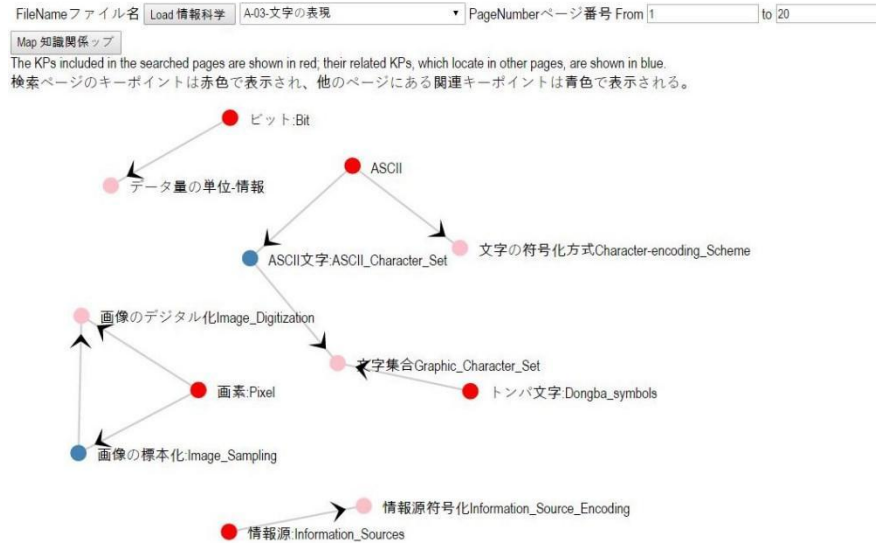 FileNameファイル名 Load 情報科学 A-03-文字の表現 PageNumberページ番号 From 1 to 20
Map 知識関係ップ
The KPs included in the searched pages are shown in red; their related KPs, which locate in other pages, are shown in blue.
検索ページのキーポイントは赤色で表示され、他のページにある関連キーポイントは青色で表示される。
ビット:Bit
データ量の単位-情報
ASCII
文字の符号化方式Character-encoding_Scheme
ASCII文字:ASCII_Character_Set
画像のデジタル化Image_Digitization
文字集合Graphic_Character_Set
画素:Pixel
トンパ文字:Dongba_symbols
画像の標本化:Image_Sampling
情報源符号化Information_Source_Encoding
情報源:Information_Sources